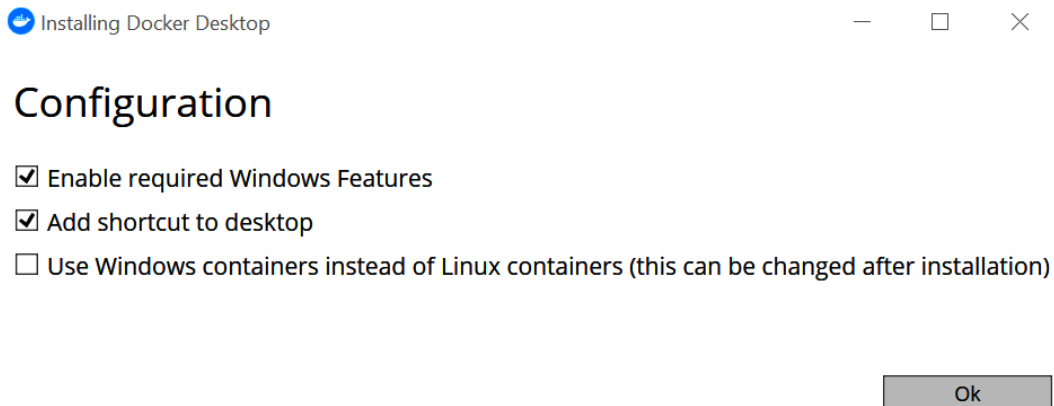 Installing Docker Desktop
Configuration
Enable required Windows Features
Add shortcut to desktop
Use Windows containers instead of Linux containers (this can be changed after installation)
Ok